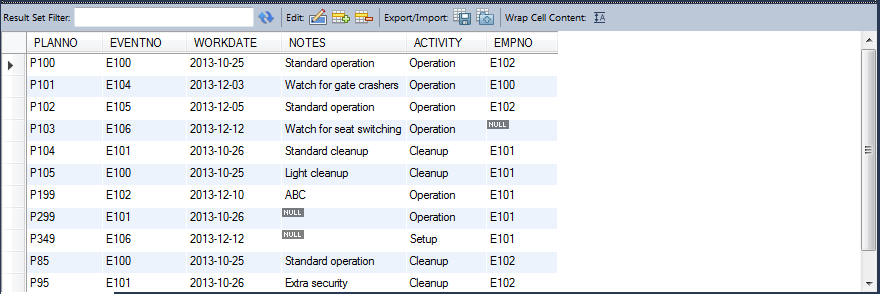 Result Set Filter: Edit: Export/Import: Wrap Cell Content:
PLANNO EVENTNO WORKDATE NOTES ACTIVITY EMPNO
P100 E100 2013-10-25 Standard operation Operation E102
P101 E104 2013-12-03 Watch for gate crashers Operation E100
P102 E105 2013-12-05 Standard operation Operation E102
P103 E106 2013-12-12 Watch for seat switching Operation NULL
P104 E101 2013-10-26 Standard cleanup Cleanup E101
P105 E100 2013-10-25 Light cleanup Cleanup E101
P199 E102 2013-12-10 ABC Operation E101
P299 E101 2013-10-26 NULL Operation E101
P349 E106 2013-12-12 NULL Setup E101
P85 E100 2013-10-25 Standard operation Cleanup E102
P95 E101 2013-10-26 Extra security Cleanup E102